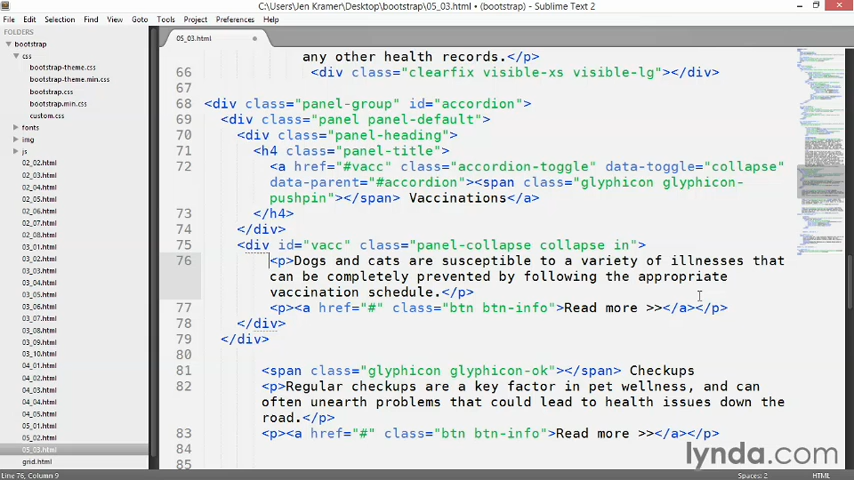 C:\Users\Jen Kramer\Desktop\bootstrap\05_03.html • (bootstrap) - Sublime Text 2
File Edit Selection Find View Goto Tools Project Preferences Help
FOLDERS
bootstrap
css
bootstrap-theme.css
bootstrap-theme.min.css
bootstrap.css
bootstrap.min.css
custom.css
fonts
img
js
02_02.html
02_03.html
02_04.html
02_05.html
02_06.html
02_07.html
02_08.html
03_01.html
03_02.html
03_03.html
03_04.html
03_05.html
03_06.html
03_07.html
03_08.html
03_09.html
03_10.html
04_01.html
04_02.html
04_03.html
04_04.html
04_05.html
05_01.html
05_02.html
05_03.html
grid.html
05_03.html
any other health records.</p>
66 <div class="clearfix visible-xs visible-lg"></div>
67
68 <div class="panel-group" id="accordion">
69 <div class="panel panel-default">
70 <div class="panel-heading">
71 <h4 class="panel-title">
72 <a href="#vacc" class="accordion-toggle" data-toggle="collapse"
data-parent="#accordion"><span class="glyphicon glyphicon-
pushpin"></span> Vaccinations</a>
73 </h4>
74 </div>
75 <div id="vacc" class="panel-collapse collapse in">
76 <p>Dogs and cats are susceptible to a variety of illnesses that
can be completely prevented by following the appropriate
vaccination schedule.</p>
77 <p><a href="#" class="btn btn-info">Read more >></a></p>
78 </div>
79 </div>
80
81 <span class="glyphicon glyphicon-ok"></span> Checkups
82 <p>Regular checkups are a key factor in pet wellness, and can
often unearth problems that could lead to health issues down the
road.</p>
83 <p><a href="#" class="btn btn-info">Read more >></a></p>
84
85
lynda.com
Line 76, Column 9
Spaces: 2
HTML